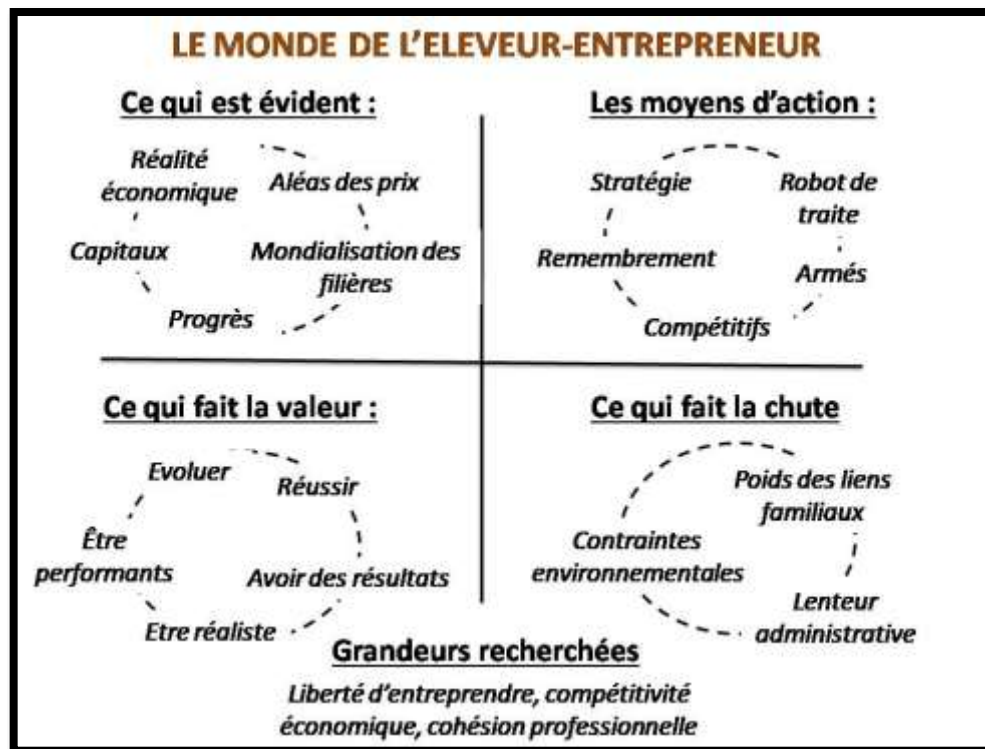 LE MONDE DE L'ELEVEUR-ENTREPRENEUR
Ce qui est évident :
Réalité
économique
Aléas des prix
Capitaux
Mondialisation des
filières
Progrès
Les moyens d'action :
Stratégie
Robot de
traite
Remembrement
Armés
Compétitifs
Ce qui fait la valeur :
Evoluer
Réussir
Être
performants
Avoir des résultats
Etre réaliste
Ce qui fait la chute
Poids des liens
familiaux
Contraintes
environnementales
Lenteur
administrative
Grandeurs recherchées
Liberté d'entreprendre, compétitivité
économique, cohésion professionnelle